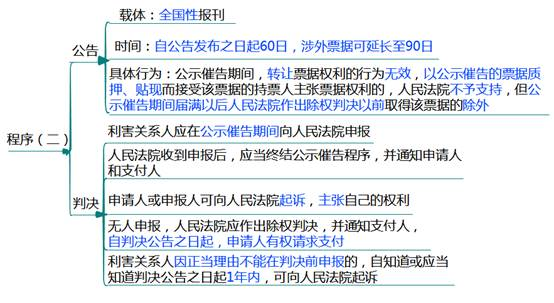 程序（二）
公告
载体：全国性报刊
时间：自公告发布之日起60日，涉外票据可延长至90日
具体行为：公示催告期间，转让票据权利的行为无效，以公示催告的票据质
押、贴现而接受该票据的持票人主张票据权利的，人民法院不予支持，但公
示催告期间届满以后人民法院作出除权判决以前取得该票据的除外
判决
利害关系人应在公示催告期间向人民法院申报
人民法院收到申报后，应当终结公示催告程序，并通知申请人
和支付人
申请人或申报人可向人民法院起诉，主张自己的权利
无人申报，人民法院应作出除权判决，并通知支付人，
自判决公告之日起，申请人有权请求支付
利害关系人因正当理由不能在判决前申报的，自知道或应当
知道判决公告之日起1年内，可向人民法院起诉